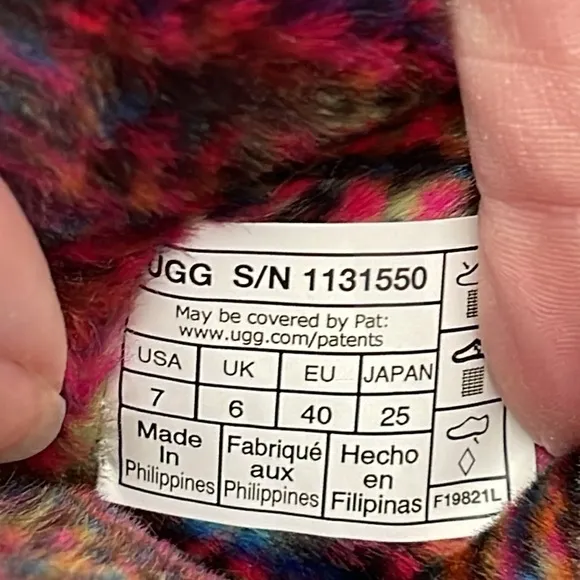 UGG S/N 1131550
May be covered by Pat:
www.ugg.com/patents
USA UK EU JAPAN
7 6 40 25
Made In Philippines
Fabriqué aux Philippines
Hecho en Filipinas
F19821L